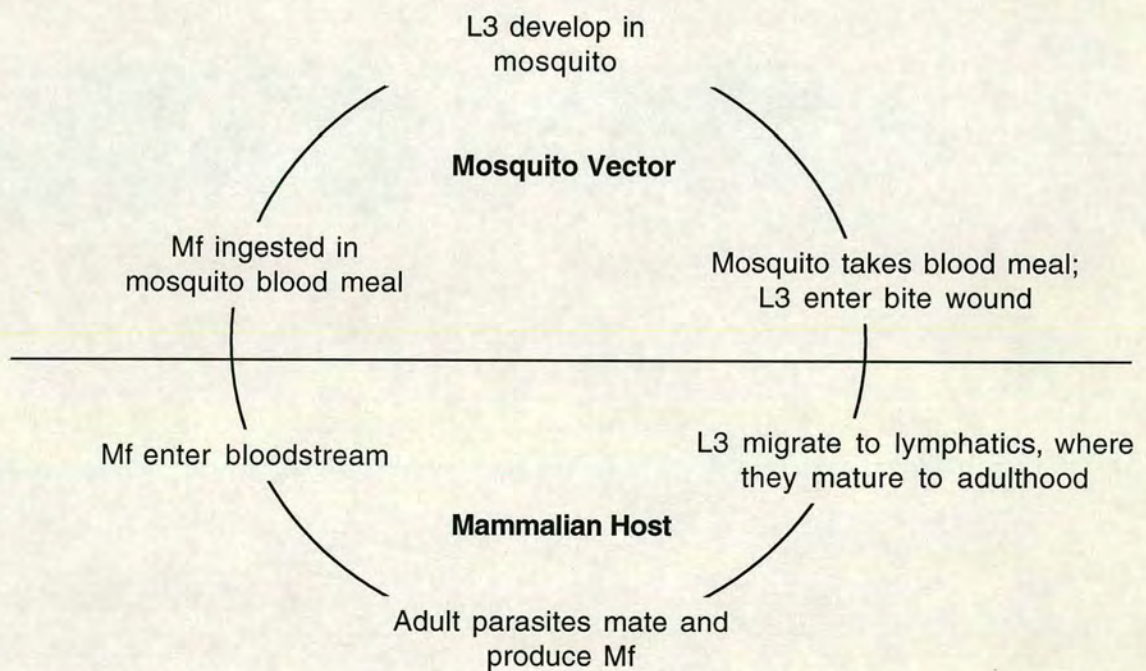 L3 develop in
mosquito
Mosquito Vector
Mf ingested in
mosquito blood meal
Mosquito takes blood meal;
L3 enter bite wound
Mf enter bloodstream
L3 migrate to lymphatics, where
they mature to adulthood
Mammalian Host
Adult parasites mate and
produce Mf